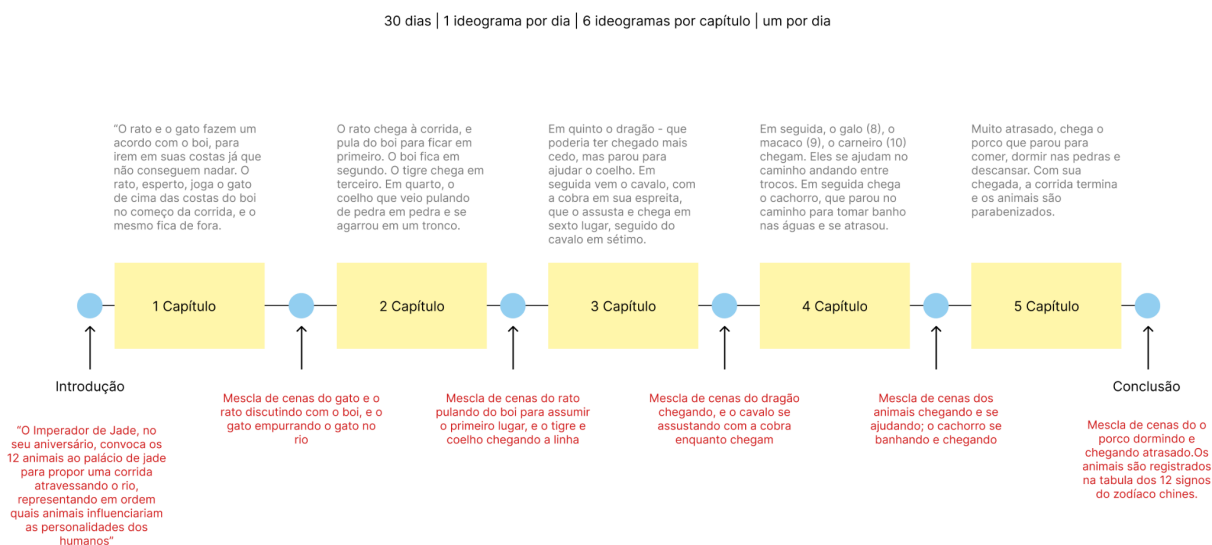 30 dias | 1 ideograma por dia | 6 ideogramas por capítulo | um por dia
“O rato e o gato fazem um
acordo com o boi, para
irem em suas costas já que
não conseguem nadar. O
rato, esperto, joga o gato
de cima das costas do boi
no começo da corrida, e o
mesmo fica de fora.
O rato chega à corrida, e
pula do boi para ficar em
primeiro. O boi fica em
segundo. O tigre chega em
terceiro. Em quarto, o
coelho que veio pulando
de pedra em pedra e se
agarrou em um tronco.
Em quinto o dragão - que
poderia ter chegado mais
cedo, mas parou para
ajudar o coelho. Em
seguida vem o cavalo, com
a cobra em sua espreita,
que o assusta e chega em
sexto lugar, seguido do
cavalo em sétimo.
Em seguida, o galo (8), o
macaco (9), o carneiro (10)
chegam. Eles se ajudam no
caminho andando entre
trocos. Em seguida chega
o cachorro, que parou no
caminho para tomar banho
nas águas e se atrasou.
Muito atrasado, chega o
porco que parou para
comer, dormir nas pedras e
descansar. Com sua
chegada, a corrida termina
e os animais são
parabenizados.
1 Capítulo
2 Capítulo
3 Capítulo
4 Capítulo
5 Capítulo
Introdução
“O Imperador de Jade, no
seu aniversário, convoca os
12 animais ao palácio de jade
para propor uma corrida
atravessando o rio,
representando em ordem
quais animais influenciariam
as personalidades dos
humanos”
Mescla de cenas do gato e o
rato discutindo com o boi, e o
gato empurrando o gato no
rio
Mescla de cenas do rato
pulando do boi para assumir
o primeiro lugar, e o tigre e
coelho chegando a linha
Mescla de cenas do dragão
chegando, e o cavalo se
assustando com a cobra
enquanto chegam
Mescla de cenas dos
animais chegando e se
ajudando; o cachorro se
banhando e chegando
Conclusão
Mescla de cenas do o
porco dormindo e
chegando atrasado.Os
animais são registrados
na tabula dos 12 signos
do zodíaco chines.